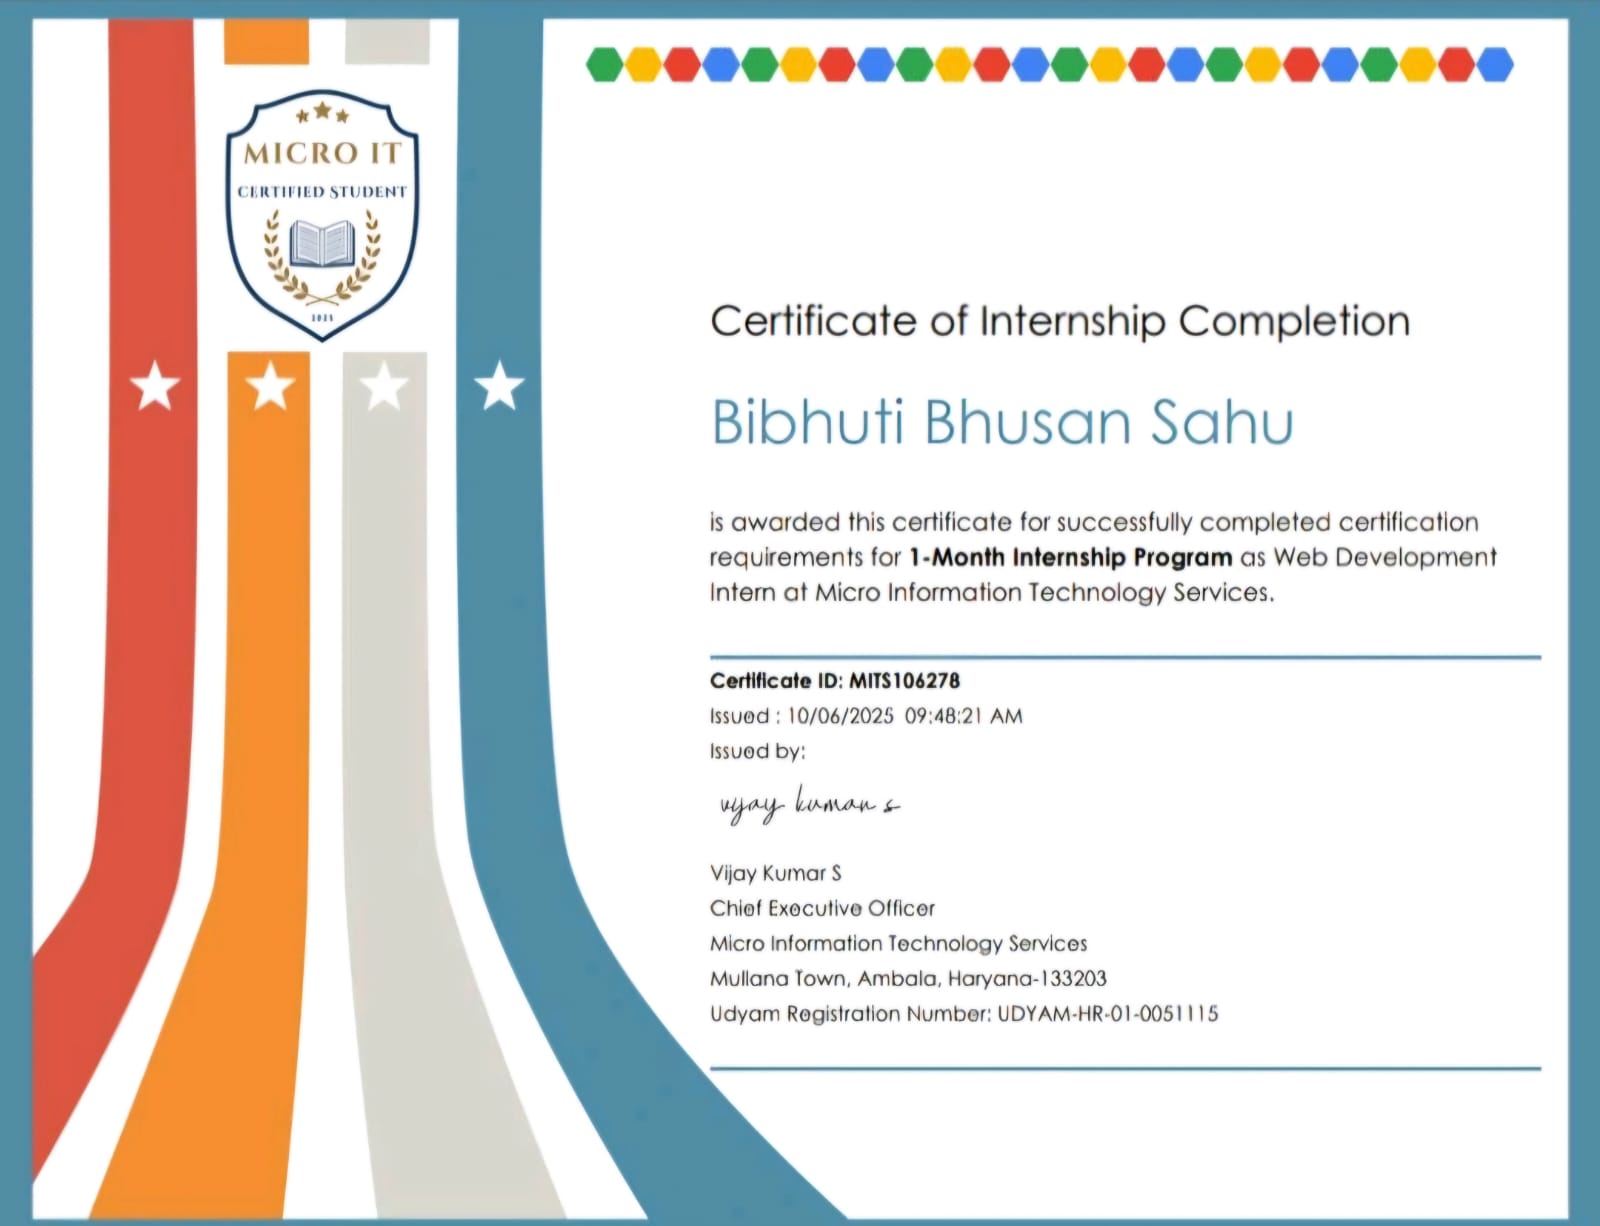 MICRO IT
CERTIFIED STUDENT
Certificate of Internship Completion
Bibhuti Bhusan Sahu
is awarded this certificate for successfully completed certification
requirements for 1-Month Internship Program as Web Development
Intern at Micro Information Technology Services.
Certificate ID: MITS106278
Issued : 10/06/2025 09:48:21 AM
Issued by:
vijay kumar s
Vijay Kumar S
Chief Executive Officer
Micro Information Technology Services
Mullana Town, Ambala, Haryana-133203
Udyam Registration Number: UDYAM-HR-01-0051115